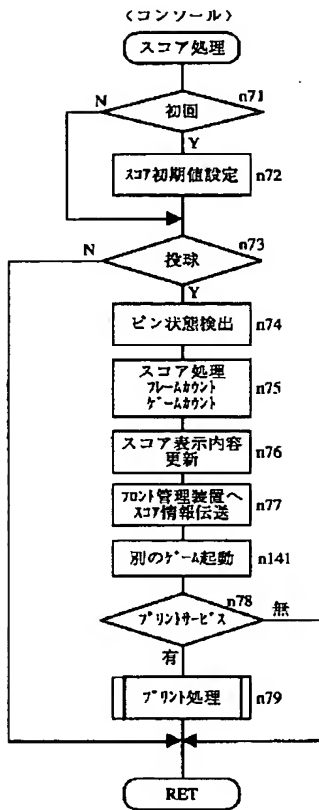 〈コンソール〉
スコア処理
N
n71
初回
Y
ｽｺｱ初期値設定 n72
N
n73
投球
Y
ピン状態検出 n74
スコア処理
ﾌﾚｰﾑｶｳﾝﾄ n75
ｹﾞｰﾑｶｳﾝﾄ
スコア表示内容 n76
更新
ﾌﾛﾝﾄ管理装置へ n77
ｽｺｱ情報伝送
別のｹﾞｰﾑ起動 n141
n78
ﾌﾟﾘﾝﾄｻｰﾋﾞｽ 無
有
ﾌﾟﾘﾝﾄ処理 n79
RET